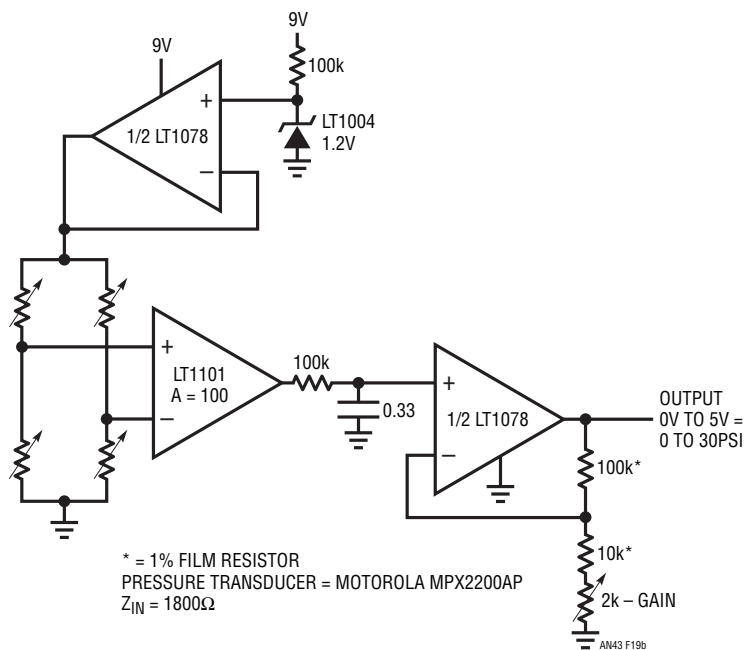 9V
9V
100k
+
1/2 LT1078
LT1004
1.2V
−
+
LT1101
A = 100
−
100k
0.33
+
1/2 LT1078
−
OUTPUT
0V TO 5V =
0 TO 30PSI
100k*
10k*
2k – GAIN
* = 1% FILM RESISTOR
PRESSURE TRANSDUCER = MOTOROLA MPX2200AP
ZIN = 1800Ω
AN43 F19b